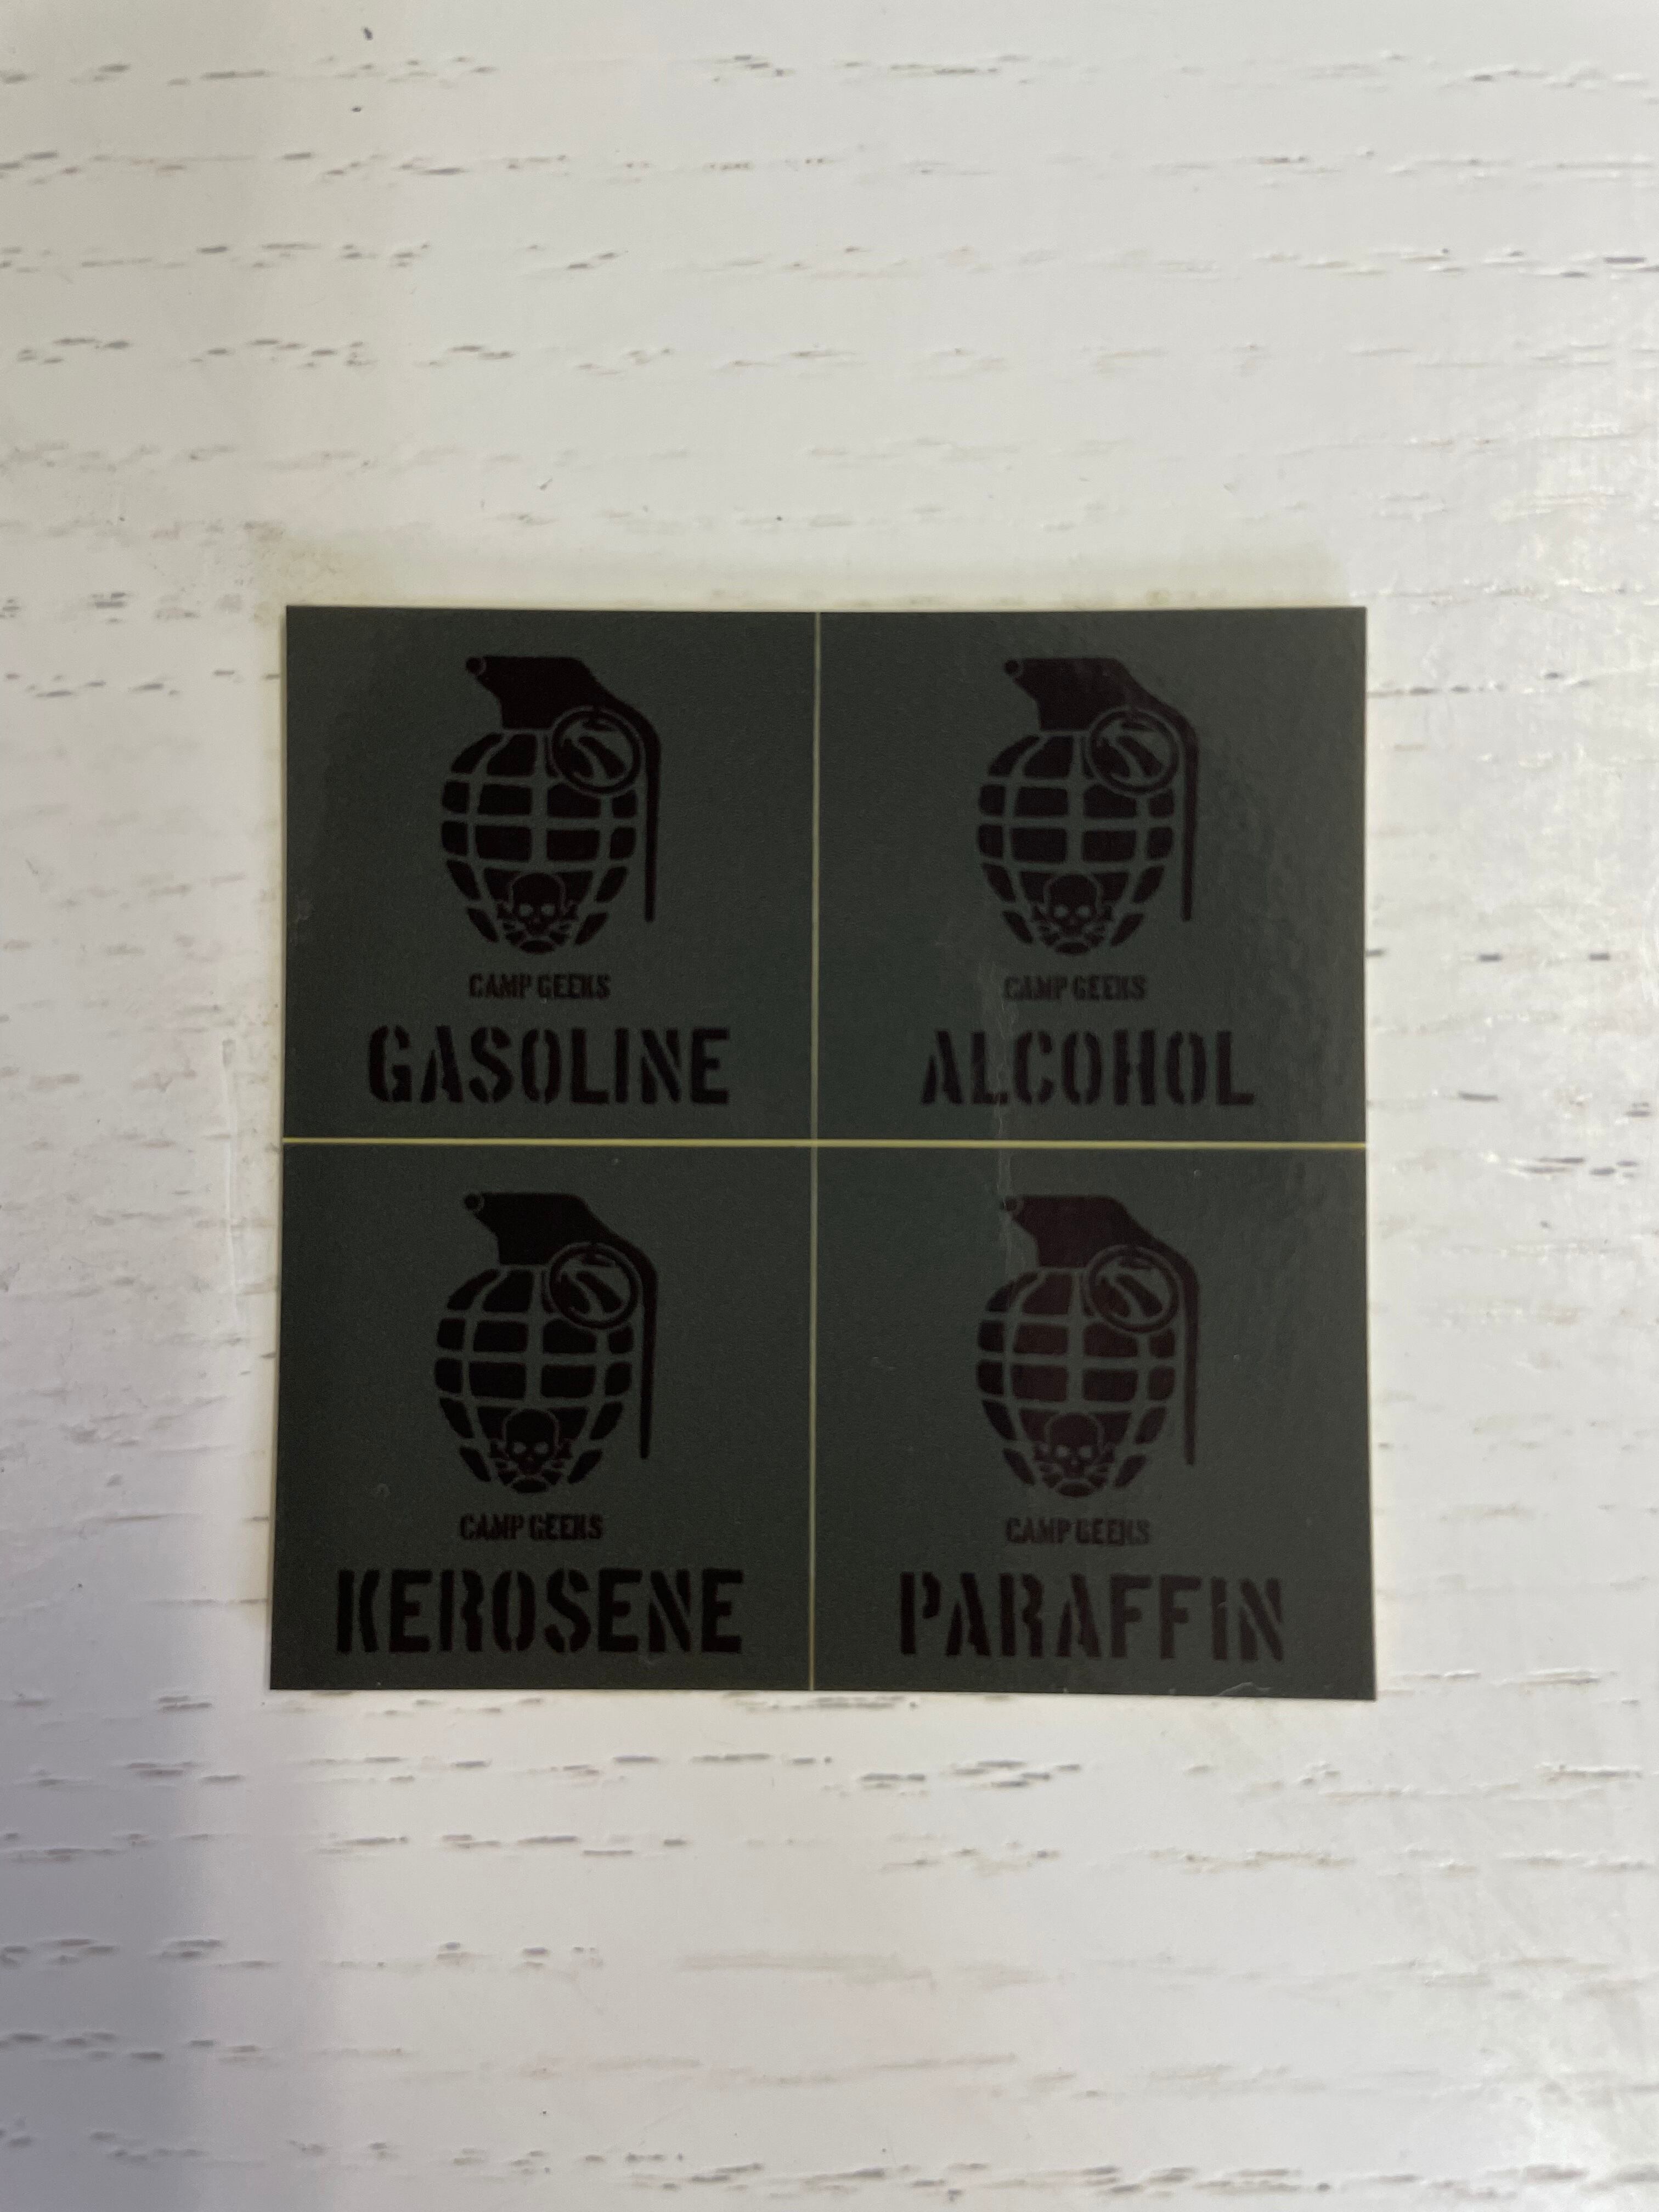 CAMP GEEKS
GASOLINE
CAMP GEEKS
ALCOHOL
CAMP GEEKS
KEROSENE
CAMP GEEKS
PARAFFIN